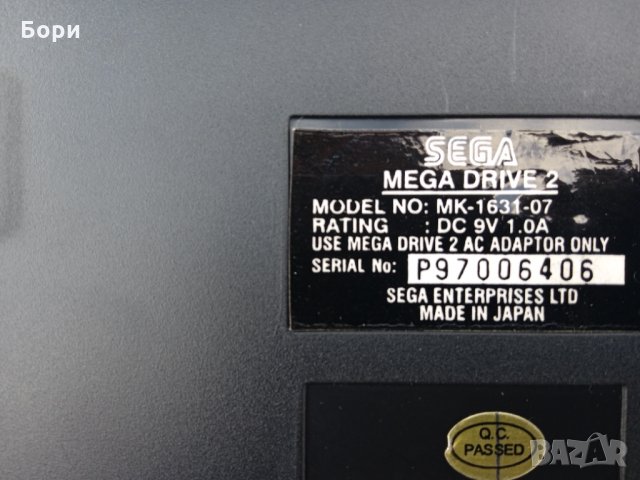 Бори
SEGA
MEGA DRIVE 2
MODEL NO: MK-1631-07
RATING : DC 9V 1.0A
USE MEGA DRIVE 2 AC ADAPTOR ONLY
SERIAL No: P97006406
SEGA ENTERPRISES LTD
MADE IN JAPAN
Q.C.
PASSED
BAZAR